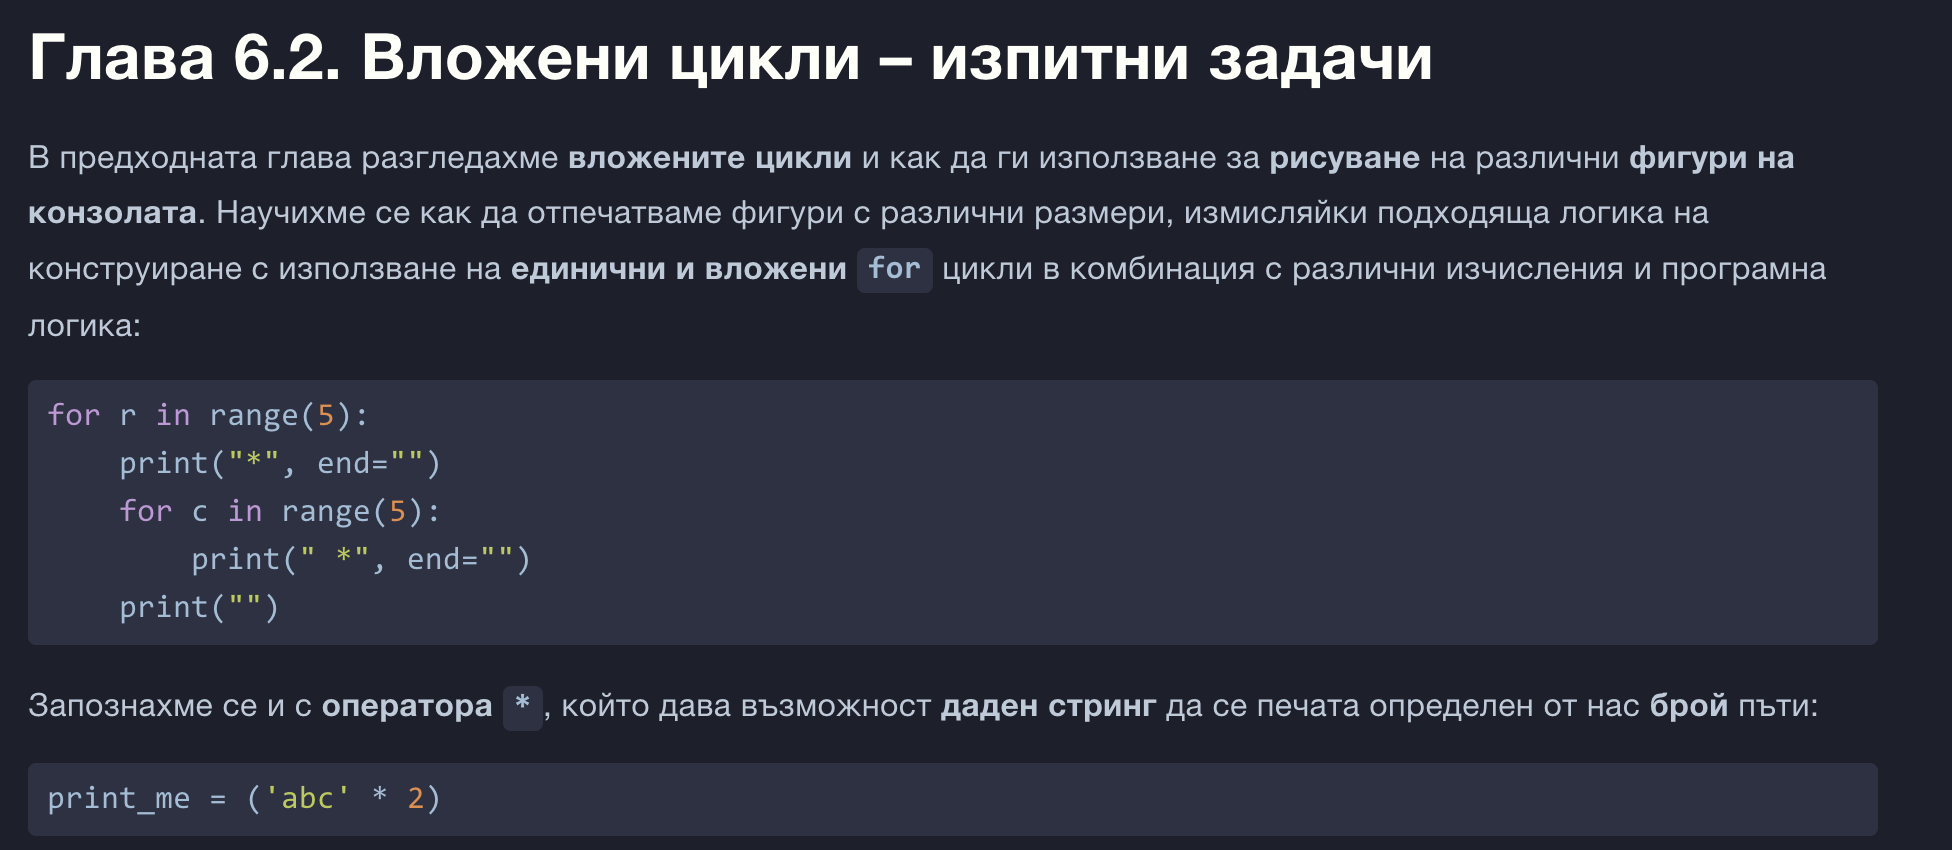 Глава 6.2. Вложени цикли – изпитни задачи
В предходната глава разгледахме вложените цикли и как да ги използване за рисуване на различни фигури на
конзолата. Научихме се как да отпечатваме фигури с различни размери, измисляйки подходяща логика на
конструиране с използване на единични и вложени for цикли в комбинация с различни изчисления и програмна
логика:
for r in range(5):
    print("*", end="")
    for c in range(5):
        print(" *", end="")
    print("")
Запознахме се и с оператора *, който дава възможност даден стринг да се печата определен от нас брой пъти:
print_me = ('abc' * 2)